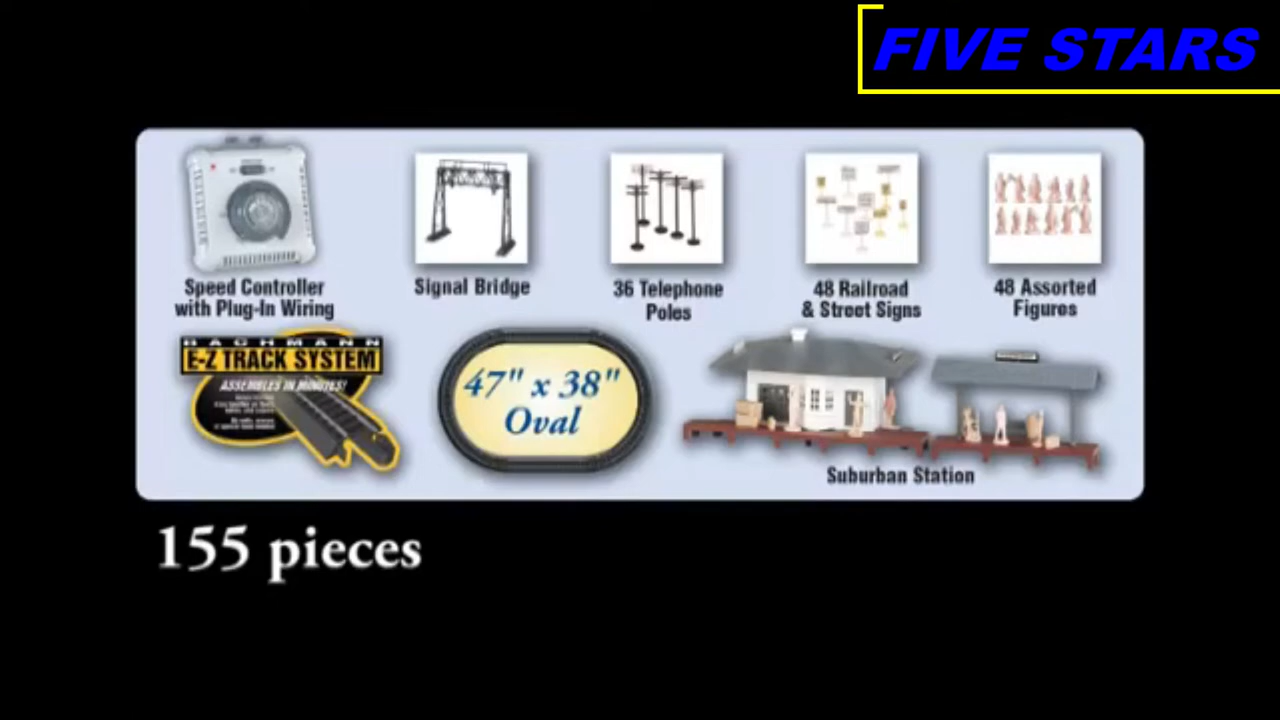 FIVE STARS
Speed Controller
with Plug-In Wiring
Signal Bridge
36 Telephone
Poles
48 Railroad
& Street Signs
48 Assorted
Figures
BACHMANN
E-Z TRACK SYSTEM
ASSEMBLES IN MINUTES!
47" x 38"
Oval
Suburban Station
155 pieces